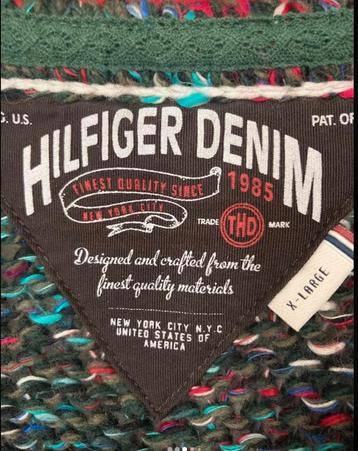 G. U.S.
PAT. OF
HILFIGER DENIM
FINEST QUALITY SINCE
1985
NEW YORK CITY
TRADE THD MARK
Designed and crafted from the
finest quality materials
X-LARGE
NEW YORK CITY N.Y.C
UNITED STATES OF
AMERICA